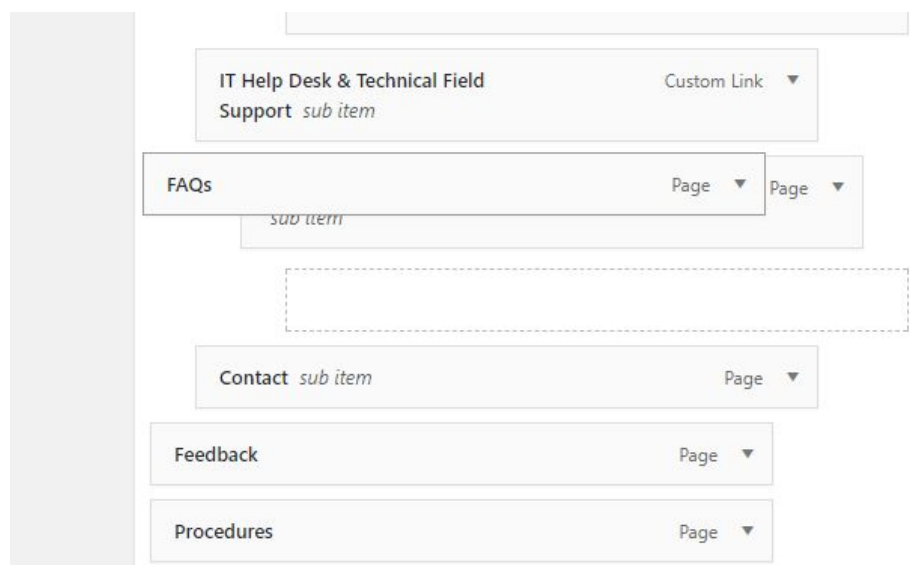 IT Help Desk & Technical Field Custom Link
Support sub item
FAQs Page Page
sub item
Contact sub item Page
Feedback Page
Procedures Page